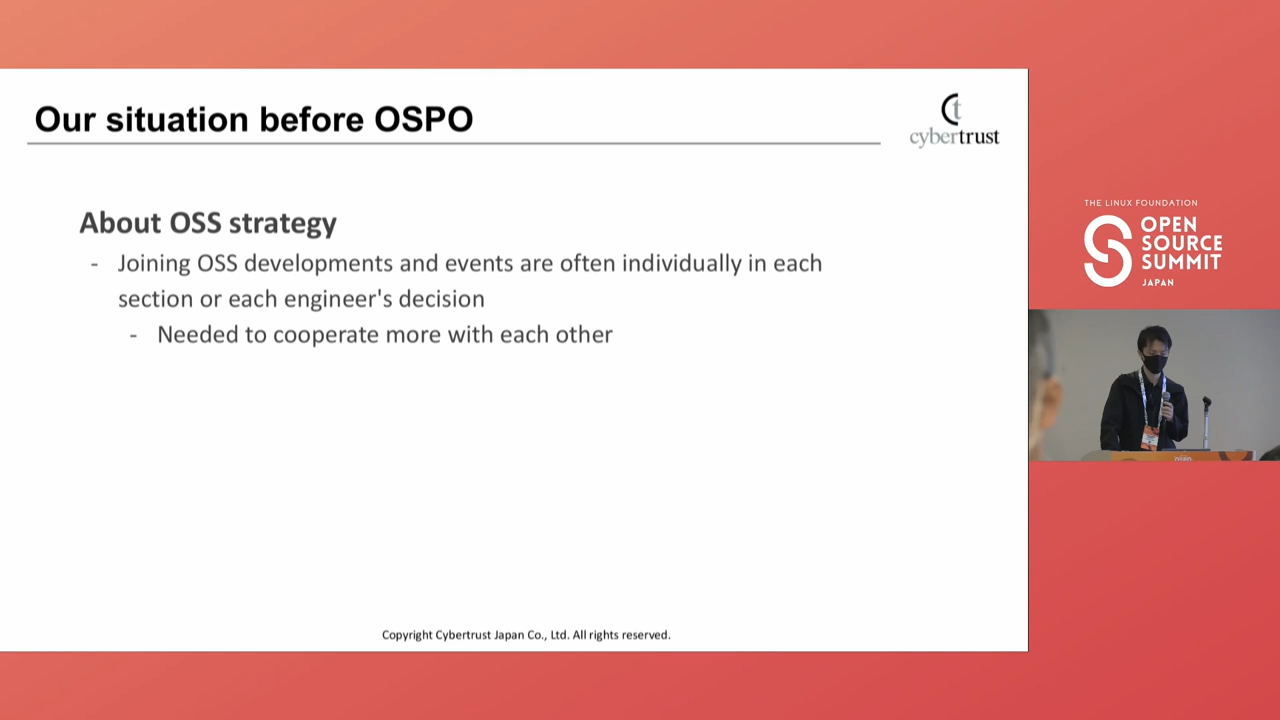 Our situation before OSPO
cybertrust
About OSS strategy
- Joining OSS developments and events are often individually in each
section or each engineer's decision
- Needed to cooperate more with each other
Copyright Cybertrust Japan Co., Ltd. All rights reserved.
THE LINUX FOUNDATION
OPEN
SOURCE
SUMMIT
JAPAN